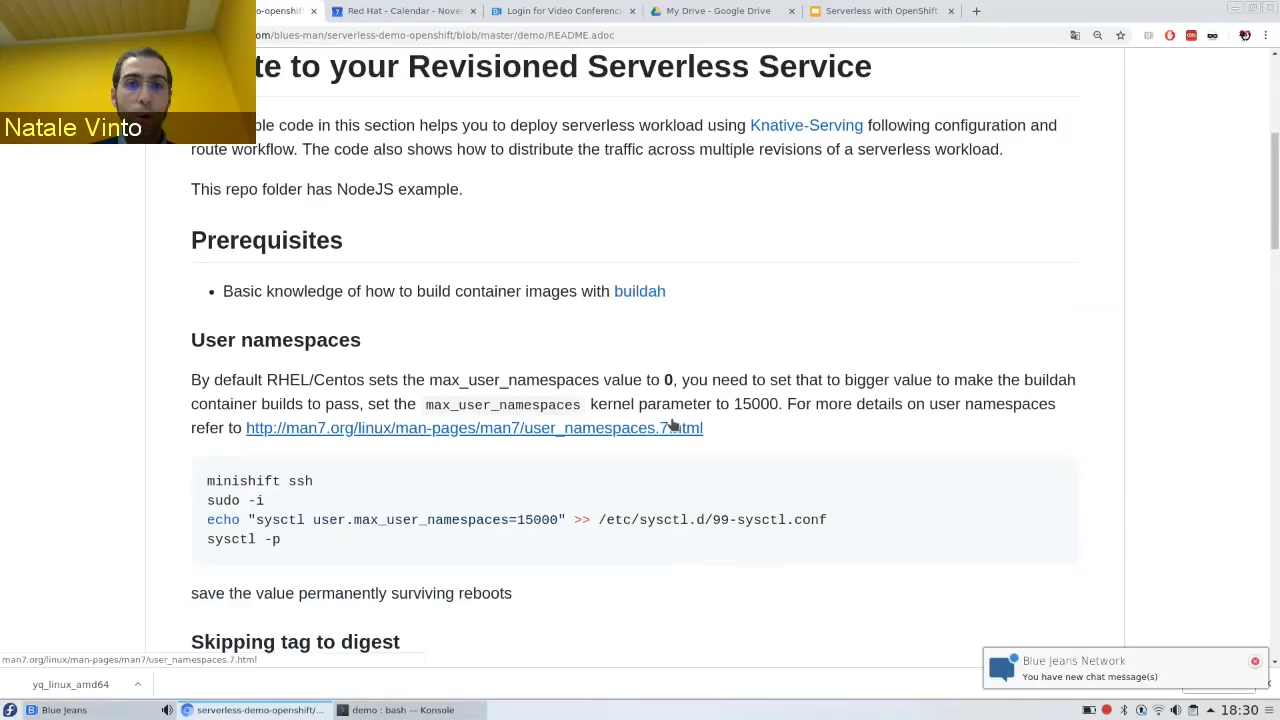 Red Hat - Calendar - Novemb
Login for Video Conferenc
My Drive - Google Drive
Serverless with OpenShift
om/blues-man/serverless-demo-openshift/blob/master/demo/README.adoc
te to your Revisioned Serverless Service
Natale Vinto
ple code in this section helps you to deploy serverless workload using Knative-Serving following configuration and
route workflow. The code also shows how to distribute the traffic across multiple revisions of a serverless workload.
This repo folder has NodeJS example.
Prerequisites
• Basic knowledge of how to build container images with buildah
User namespaces
By default RHEL/Centos sets the max_user_namespaces value to 0, you need to set that to bigger value to make the buildah
container builds to pass, set the max_user_namespaces kernel parameter to 15000. For more details on user namespaces
refer to http://man7.org/linux/man-pages/man7/user_namespaces.7.html
minishift ssh
sudo -i
echo "sysctl user.max_user_namespaces=15000" >> /etc/sysctl.d/99-sysctl.conf
sysctl -p
save the value permanently surviving reboots
Skipping tag to digest
man7.org/linux/man-pages/man7/user_namespaces.7.html
Blue Jeans Network
You have new chat message(s)
yq_linux_amd64
Blue Jeans
serverless-demo-openshift/...
demo : bash — Konsole
18:30